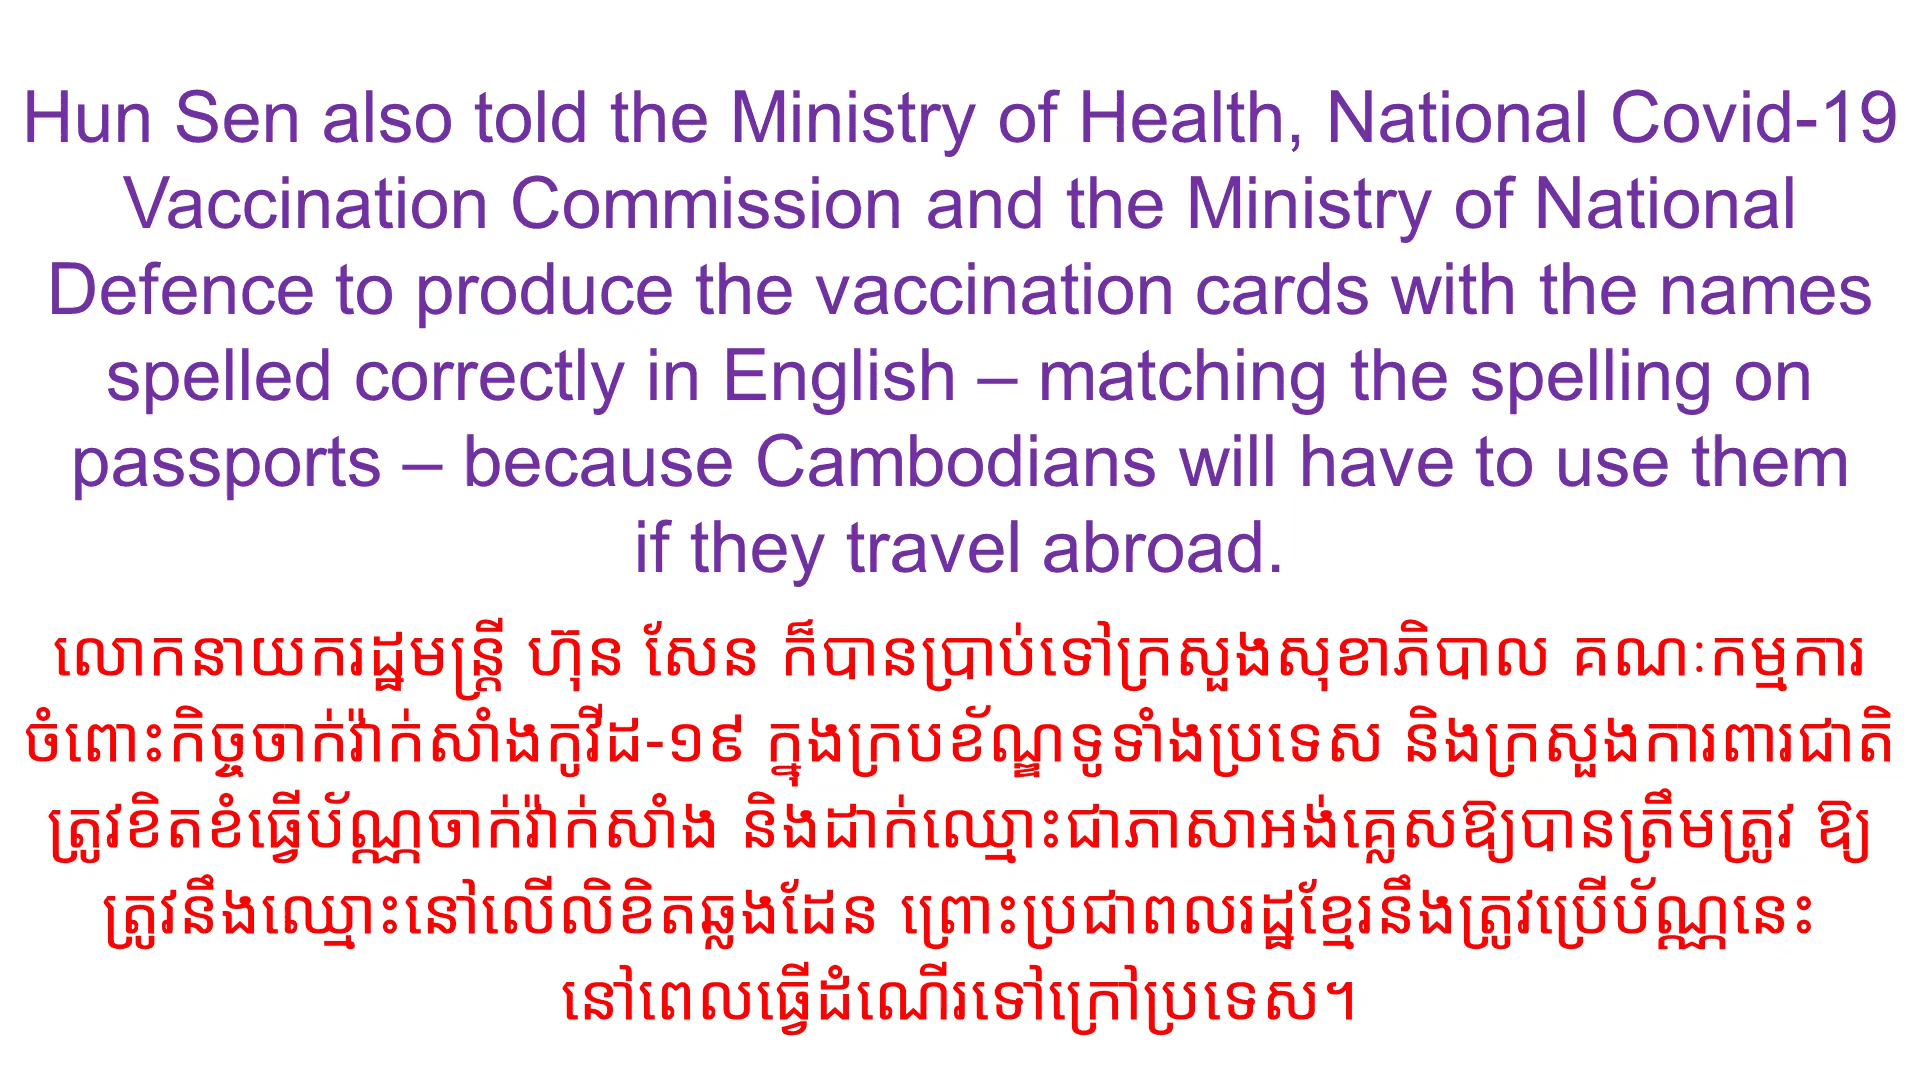 Hun Sen also told the Ministry of Health, National Covid-19
Vaccination Commission and the Ministry of National
Defence to produce the vaccination cards with the names
spelled correctly in English – matching the spelling on
passports – because Cambodians will have to use them
if they travel abroad.
លោកនាយករដ្ឋមន្ត្រី ហ៊ុន សែន ក៏បានប្រាប់ទៅក្រសួងសុខាភិបាល គណៈកម្មការ
ចំពោះកិច្ចចាក់វ៉ាក់សាំងកូវីដ-១៩ ក្នុងក្របខ័ណ្ឌទូទាំងប្រទេស និងក្រសួងការពារជាតិ
ត្រូវខិតខំធ្វើប័ណ្ណចាក់វ៉ាក់សាំង និងដាក់ឈ្មោះជាភាសាអង់គ្លេសឱ្យបានត្រឹមត្រូវ ឱ្យ
ត្រូវនឹងឈ្មោះនៅលើលិខិតឆ្លងដែន ព្រោះប្រជាពលរដ្ឋខ្មែរនឹងត្រូវប្រើប័ណ្ណនេះ
នៅពេលធ្វើដំណើរទៅក្រៅប្រទេស។